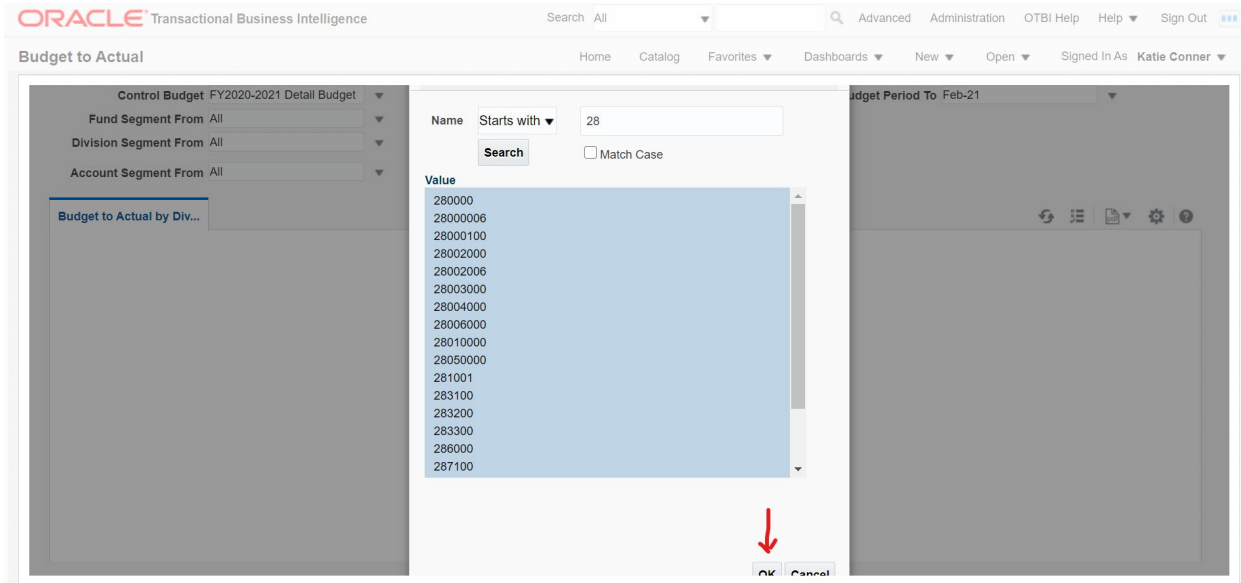 ORACLE Transactional Business Intelligence Search All Advanced Administration OTBI Help Help Sign Out
Budget to Actual Home Catalog Favorites Dashboards New Open Signed In As Katie Conner
Control Budget FY2020-2021 Detail Budget
udget Period To Feb-21
Fund Segment From All
Division Segment From All
Account Segment From All
Budget to Actual by Div...
Name Starts with 28
Search Match Case
Value
280000
28000006
28000100
28002000
28002006
28003000
28004000
28006000
28010000
28050000
281001
283100
283200
283300
286000
287100
OK Cancel